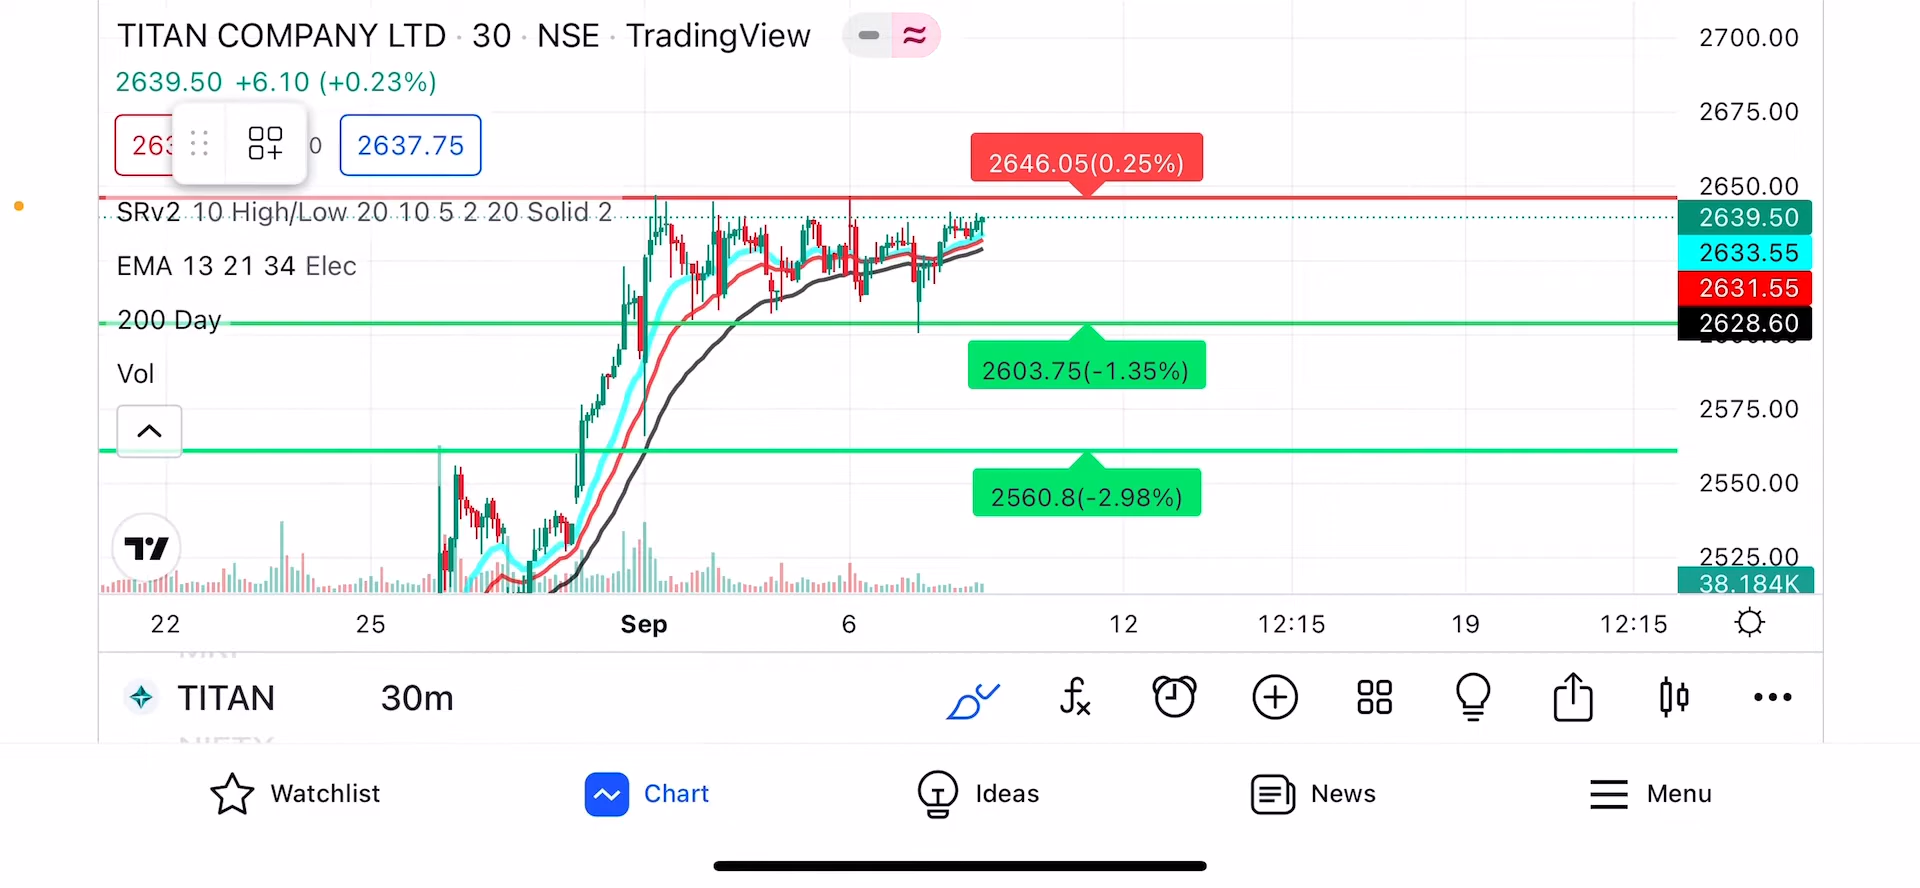 TITAN COMPANY LTD · 30 · NSE · TradingView
2639.50 +6.10 (+0.23%)
263 0 2637.75
SRv2 10 High/Low 20 10 5 2 20 Solid 2
EMA 13 21 34 Elec
200 Day
Vol
2646.05(0.25%)
2603.75(-1.35%)
2560.8(-2.98%)
2700.00
2675.00
2650.00
2639.50
2633.55
2631.55
2628.60
2575.00
2550.00
2525.00
38.184K
22 25 Sep 6 12 12:15 19 12:15
TITAN 30m
Watchlist Chart Ideas News Menu